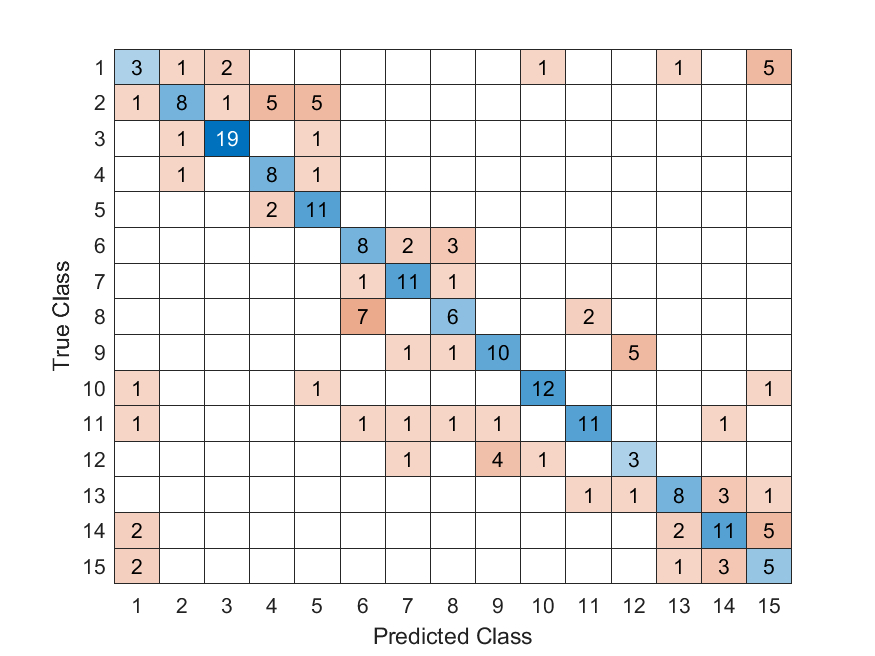 1 3 1 2 1 1 5
2 1 8 1 5 5
3 1 19 1
4 1 8 1
5 2 11
6 8 2 3
7 1 11 1
8 7 6 2
9 1 1 10 5
10 1 1 12 1
11 1 1 1 1 1 11 1
12 1 4 1 3
13 1 1 8 3 1
14 2 2 11 5
15 2 1 3 5
1 2 3 4 5 6 7 8 9 10 11 12 13 14 15
Predicted Class
True Class